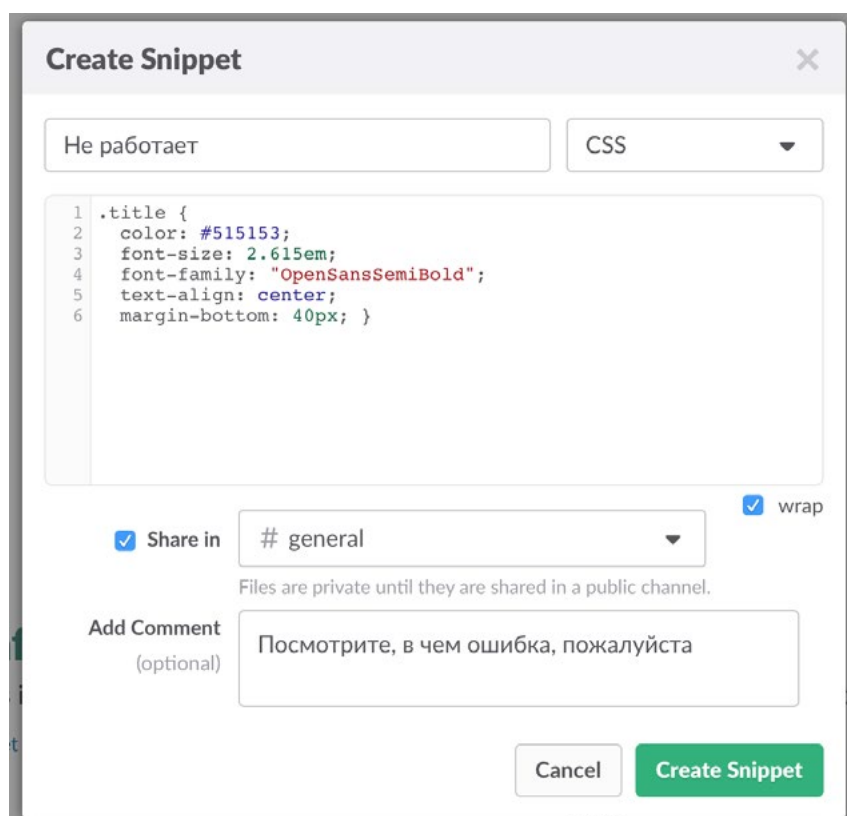 Create Snippet
Не работает
CSS
1 .title {
2 color: #515153;
3 font-size: 2.615em;
4 font-family: "OpenSansSemiBold";
5 text-align: center;
6 margin-bottom: 40px; }
wrap
Share in
# general
Files are private until they are shared in a public channel.
Add Comment
(optional)
Посмотрите, в чем ошибка, пожалуйста
Cancel
Create Snippet